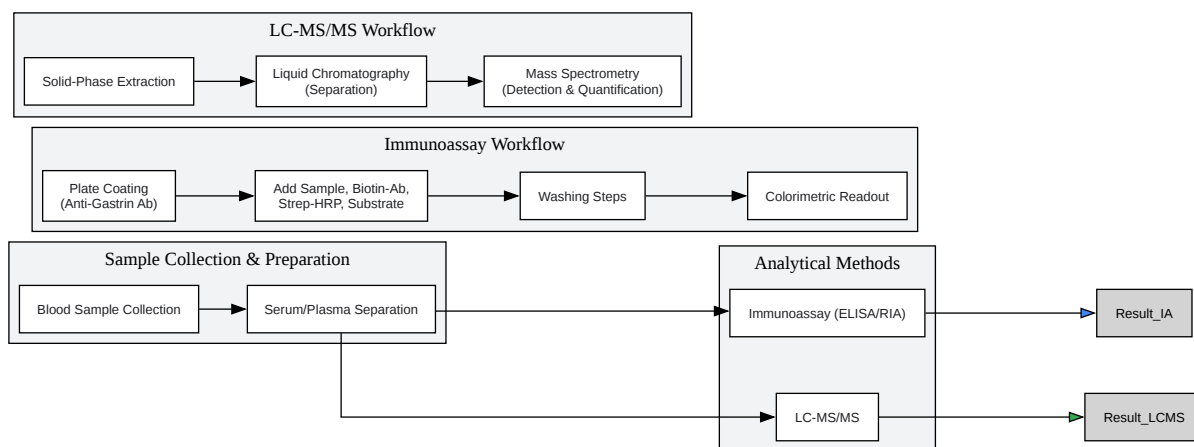 LC-MS/MS Workflow
Solid-Phase Extraction
Liquid Chromatography
(Separation)
Mass Spectrometry
(Detection & Quantification)
Immunoassay Workflow
Plate Coating
(Anti-Gastrin Ab)
Add Sample, Biotin-Ab,
Strep-HRP, Substrate
Washing Steps
Colorimetric Readout
Sample Collection & Preparation
Blood Sample Collection
Serum/Plasma Separation
Analytical Methods
Immunoassay (ELISA/RIA)
Result_IA
LC-MS/MS
Result_LCMS